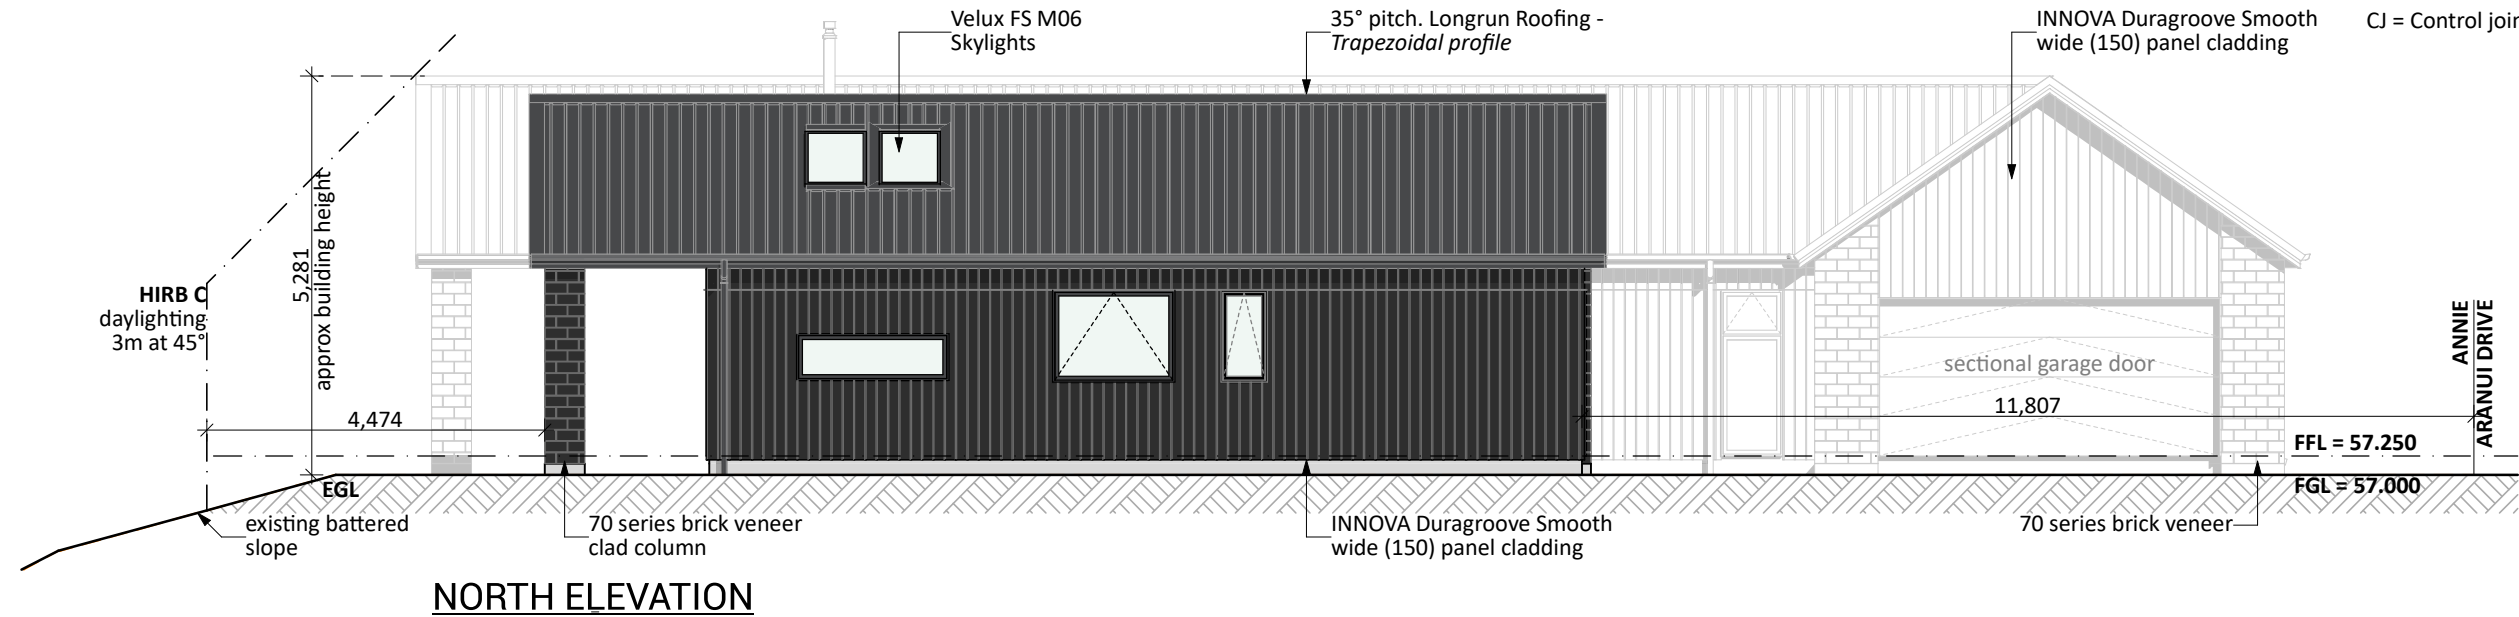 Velux FS M06
Skylights
35° pitch. Longrun Roofing -
Trapezoidal profile
INNOVA Duragroove Smooth
wide (150) panel cladding
CJ = Control join
5,281
approx building height
HIRB C
daylighting
3m at 45°
4,474
sectional garage door
11,807
ANNIE
ARANUI DRIVE
FFL = 57.250
EGL
FGL = 57.000
existing battered
slope
70 series brick veneer
clad column
INNOVA Duragroove Smooth
wide (150) panel cladding
70 series brick veneer
NORTH ELEVATION